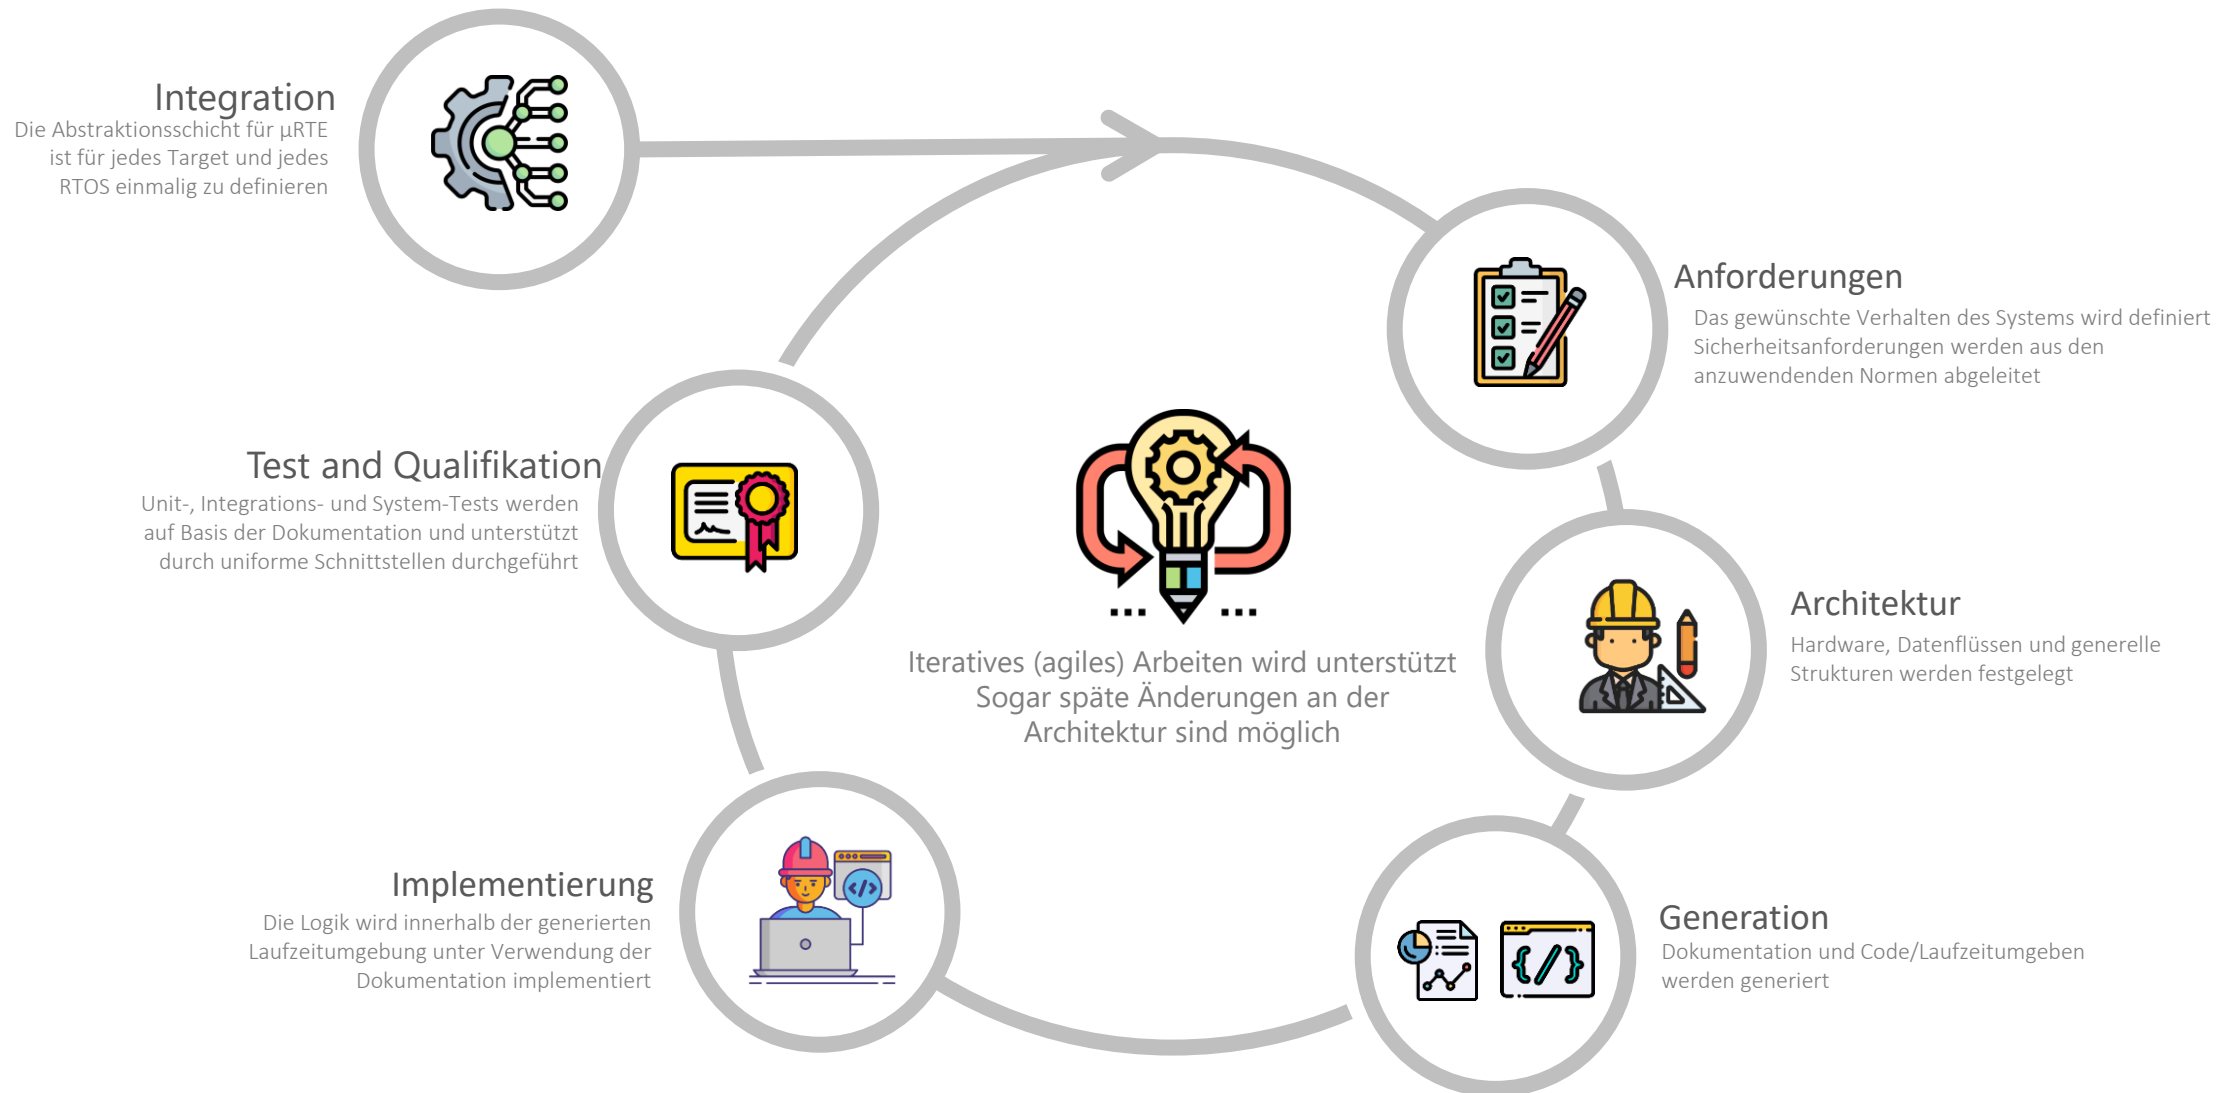 Integration
Die Abstraktionsschicht für µRTE
ist für jedes Target und jedes
RTOS einmalig zu definieren
Anforderungen
Das gewünschte Verhalten des Systems wird definiert
Sicherheitsanforderungen werden aus den
anzuwendenden Normen abgeleitet
Test and Qualifikation
Unit-, Integrations- und System-Tests werden
auf Basis der Dokumentation und unterstützt
durch uniforme Schnittstellen durchgeführt
Iteratives (agiles) Arbeiten wird unterstützt
Sogar späte Änderungen an der
Architektur sind möglich
Architektur
Hardware, Datenflüssen und generelle
Strukturen werden festgelegt
Implementierung
Die Logik wird innerhalb der generierten
Laufzeitumgebung unter Verwendung der
Dokumentation implementiert
Generation
Dokumentation und Code/Laufzeitumgeben
werden generiert